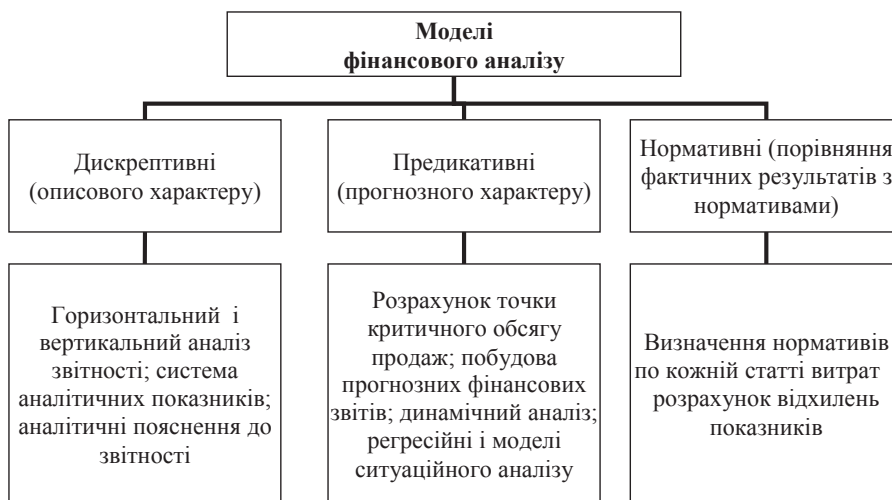 Моделі
фінансового аналізу
Дискрептивні
(описового характеру)
Предикативні
(прогнозного характеру)
Нормативні (порівняння
фактичних результатів з
нормативами)
Горизонтальний і
вертикальний аналіз
звітності; система
аналітичних показників;
аналітичні пояснення до
звітності
Розрахунок точки
критичного обсягу
продаж; побудова
прогнозних фінансових
звітів; динамічний аналіз;
регресійні і моделі
ситуаційного аналізу
Визначення нормативів
по кожній статті витрат
розрахунок відхилень
показників